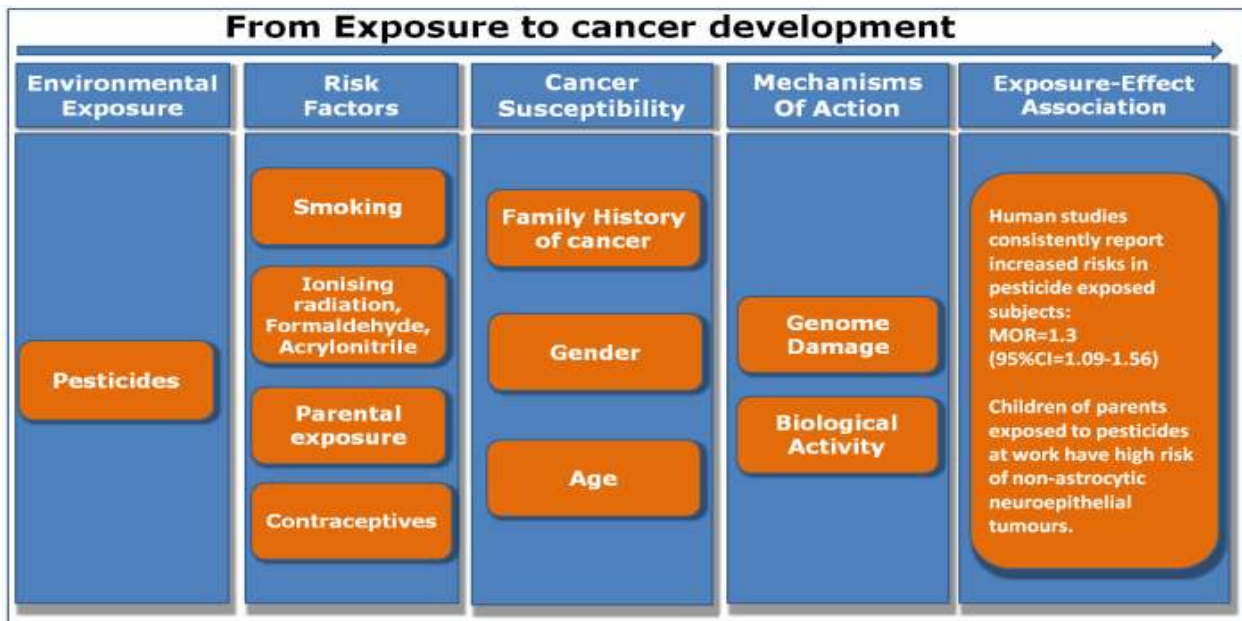 From Exposure to cancer development
Environmental
Exposure
Risk
Factors
Cancer
Susceptibility
Mechanisms
Of Action
Exposure-Effect
Association
Pesticides
Smoking
Ionising
radiation,
Formaldehyde,
Acrylonitrile
Parental
exposure
Contraceptives
Family History
of cancer
Gender
Age
Genome
Damage
Biological
Activity
Human studies
consistently report
increased risks in
pesticide exposed
subjects:
MOR=1.3
(95%CI=1.09-1.56)
Children of parents
exposed to pesticides
at work have high risk
of non-astrocytic
neuroepithelial
tumours.